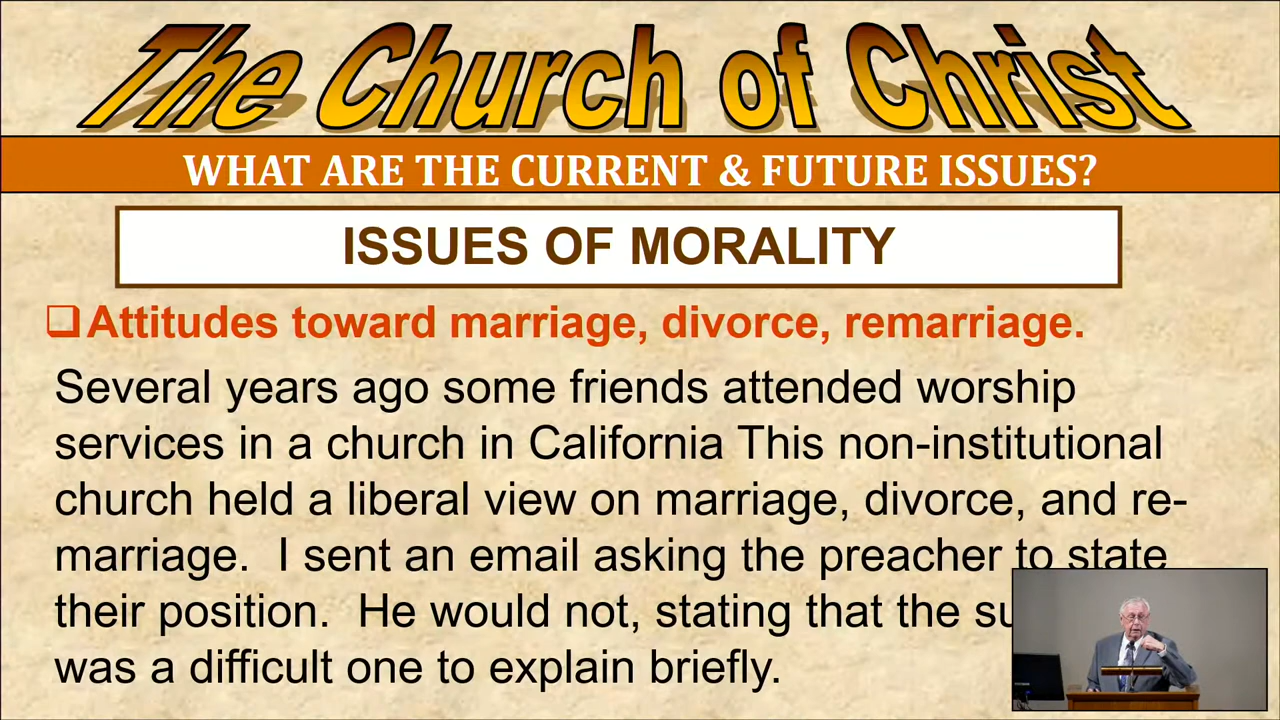 The Church of Christ
WHAT ARE THE CURRENT & FUTURE ISSUES?
ISSUES OF MORALITY
Attitudes toward marriage, divorce, remarriage.
Several years ago some friends attended worship
services in a church in California This non-institutional
church held a liberal view on marriage, divorce, and re-
marriage.  I sent an email asking the preacher to state
their position.  He would not, stating that the
was a difficult one to explain briefly.